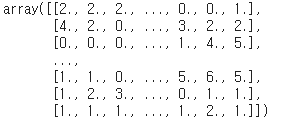 array([[2., 2., 2., ..., 0., 0., 1.],
       [4., 2., 0., ..., 3., 2., 2.],
       [0., 0., 0., ..., 1., 4., 5.],
       ...,
       [1., 1., 0., ..., 5., 6., 5.],
       [1., 2., 3., ..., 0., 1., 1.],
       [1., 1., 1., ..., 1., 2., 1.]])